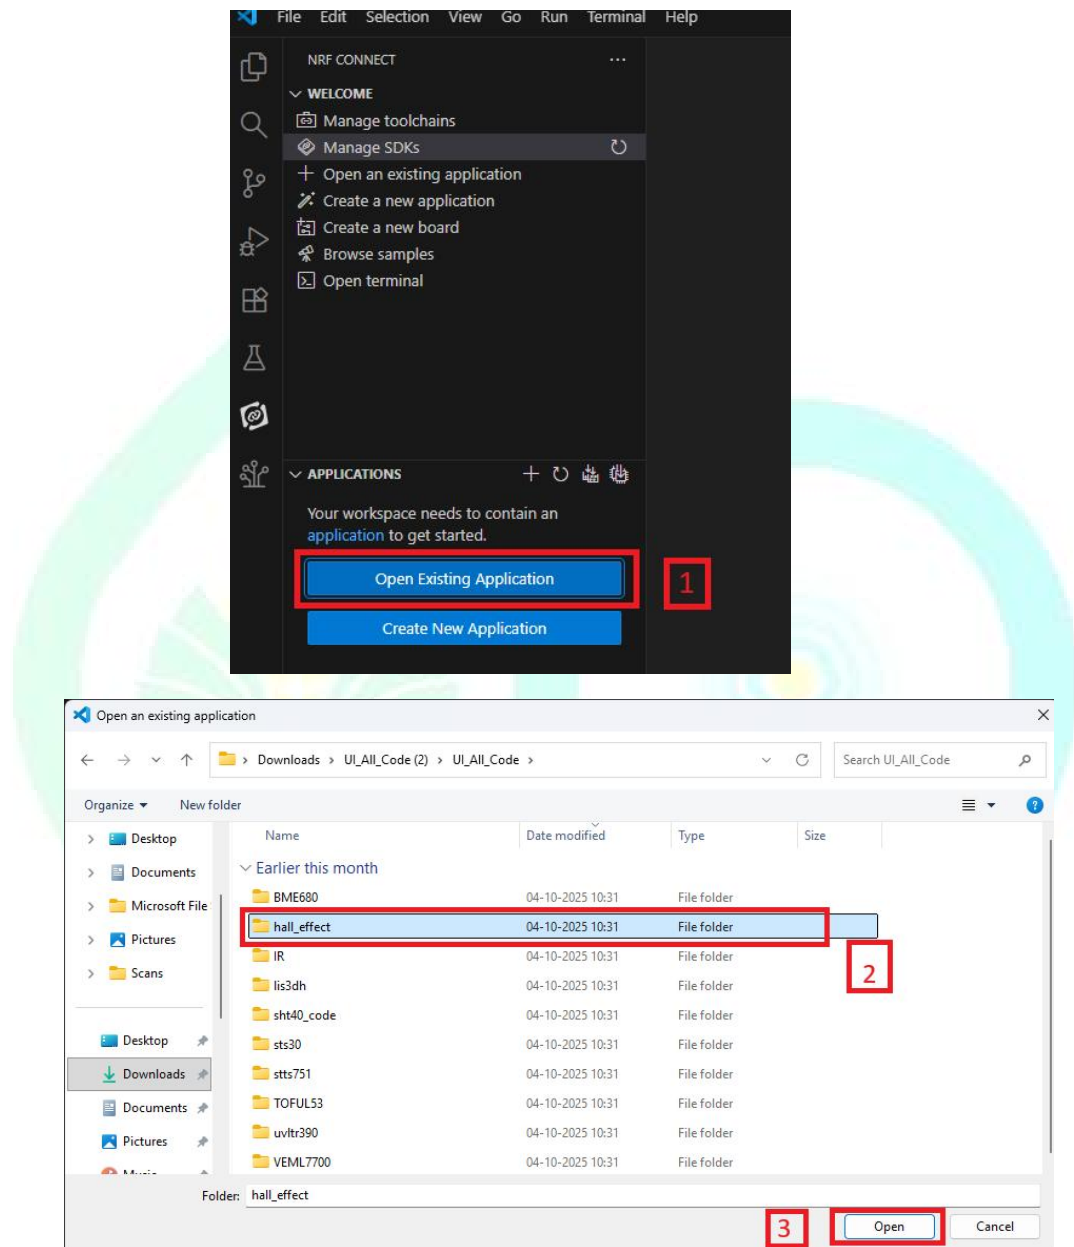 File Edit Selection View Go Run Terminal Help
NRF CONNECT
WELCOME
Manage toolchains
Manage SDKs
Open an existing application
Create a new application
Create a new board
Browse samples
Open terminal
APPLICATIONS
Your workspace needs to contain an
application to get started.
Open Existing Application
1
Create New Application
Open an existing application
Downloads > UI_All_Code (2) > UI_All_Code >
Search UI_All_Code
Organize New folder
Name Date modified Type Size
Desktop
Documents
Microsoft File
Pictures
Scans
Desktop
Downloads
Documents
Pictures
Earlier this month
BME680 04-10-2025 10:31 File folder
hall_effect 04-10-2025 10:31 File folder
2
IR 04-10-2025 10:31 File folder
lis3dh 04-10-2025 10:31 File folder
sht40_code 04-10-2025 10:31 File folder
sts30 04-10-2025 10:31 File folder
stts751 04-10-2025 10:31 File folder
TOFUL53 04-10-2025 10:31 File folder
uvltr390 04-10-2025 10:31 File folder
VEML7700 04-10-2025 10:31 File folder
Folder: hall_effect
3
Open Cancel